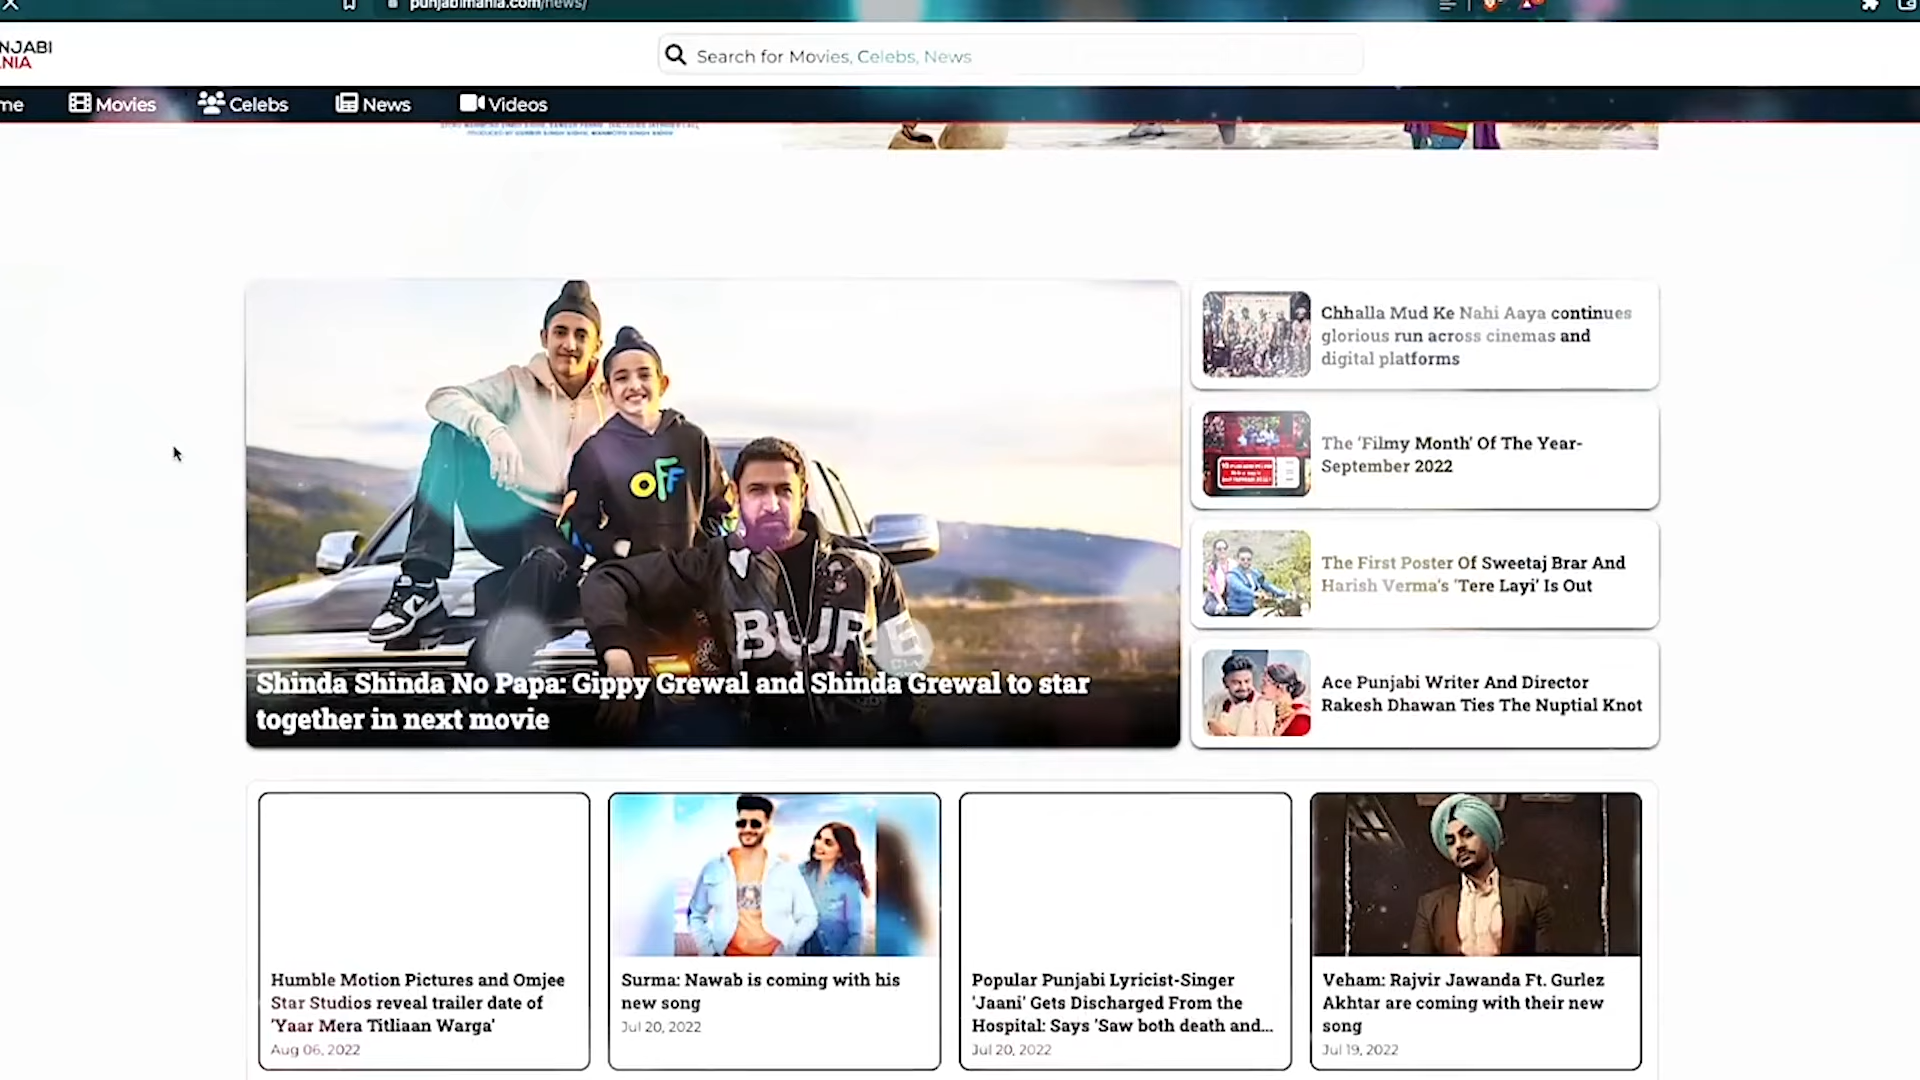 punjabimania.com/news/
NJABI
NIA
Search for Movies, Celebs, News
me
Movies
Celebs
News
Videos
OFF
BURB
Shinda Shinda No Papa: Gippy Grewal and Shinda Grewal to star
together in next movie
Chhalla Mud Ke Nahi Aaya continues
glorious run across cinemas and
digital platforms
The 'Filmy Month' Of The Year-
September 2022
The First Poster Of Sweetaj Brar And
Harish Verma's 'Tere Layi' Is Out
Ace Punjabi Writer And Director
Rakesh Dhawan Ties The Nuptial Knot
Humble Motion Pictures and Omjee
Star Studios reveal trailer date of
'Yaar Mera Titliaan Warga'
Aug 06, 2022
Surma: Nawab is coming with his
new song
Jul 20, 2022
Popular Punjabi Lyricist-Singer
'Jaani' Gets Discharged From the
Hospital: Says 'Saw both death and...
Jul 20, 2022
Veham: Rajvir Jawanda Ft. Gurlez
Akhtar are coming with their new
song
Jul 19, 2022